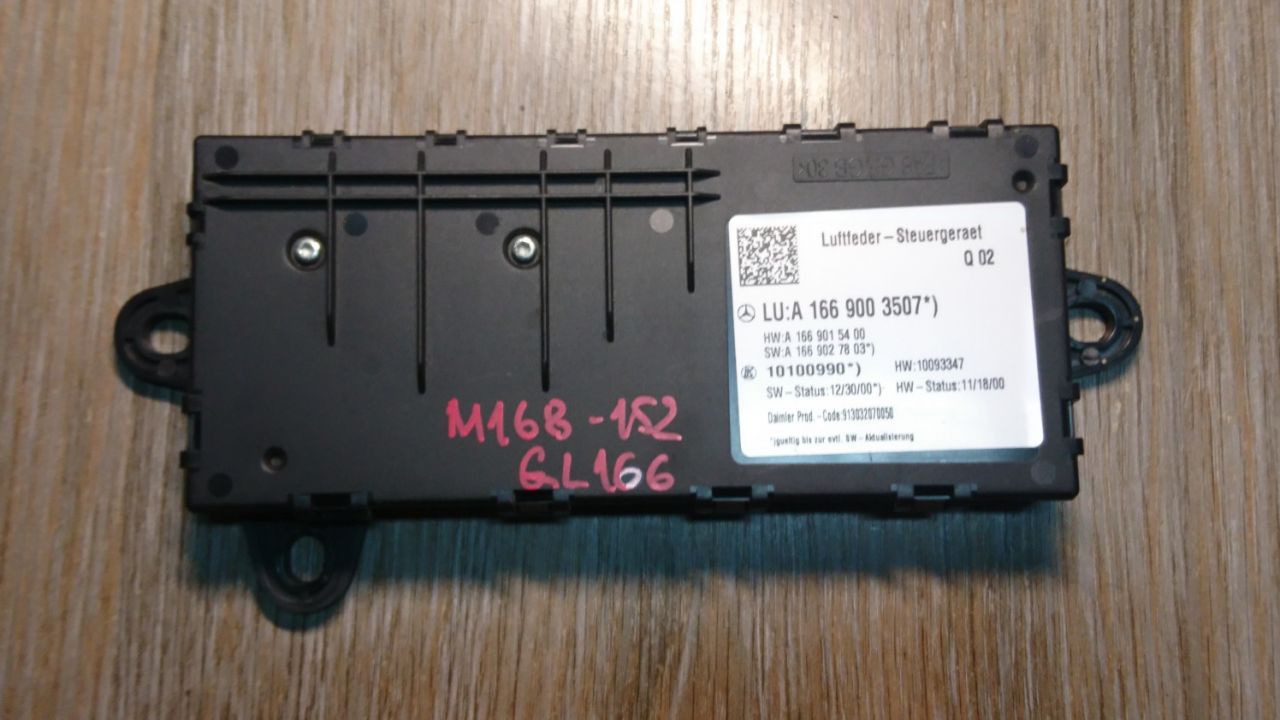 Luftfeder-Steuergeraet
Q 02
LU:A 166 900 3507*)
HW:A 166 901 54 00
SW:A 166 902 78 03*)
10100990*) HW:10093347
SW-Status:12/30/00*) HW-Status:11/18/00
Daimler Prod.-Code:913032070050
*)gueltig bis zur evtl. SW-Aktualisierung
M168-152
GL166